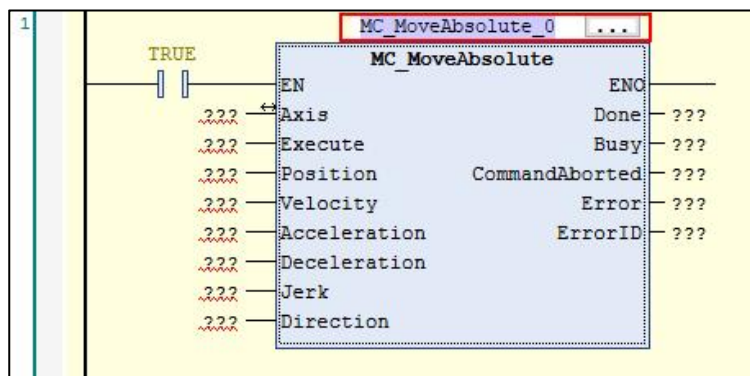 1
MC_MoveAbsolute_0 ...
TRUE
MC_MoveAbsolute
EN ENO
??? Axis Done ???
??? Execute Busy ???
??? Position CommandAborted ???
??? Velocity Error ???
??? Acceleration ErrorID ???
??? Deceleration
??? Jerk
??? Direction